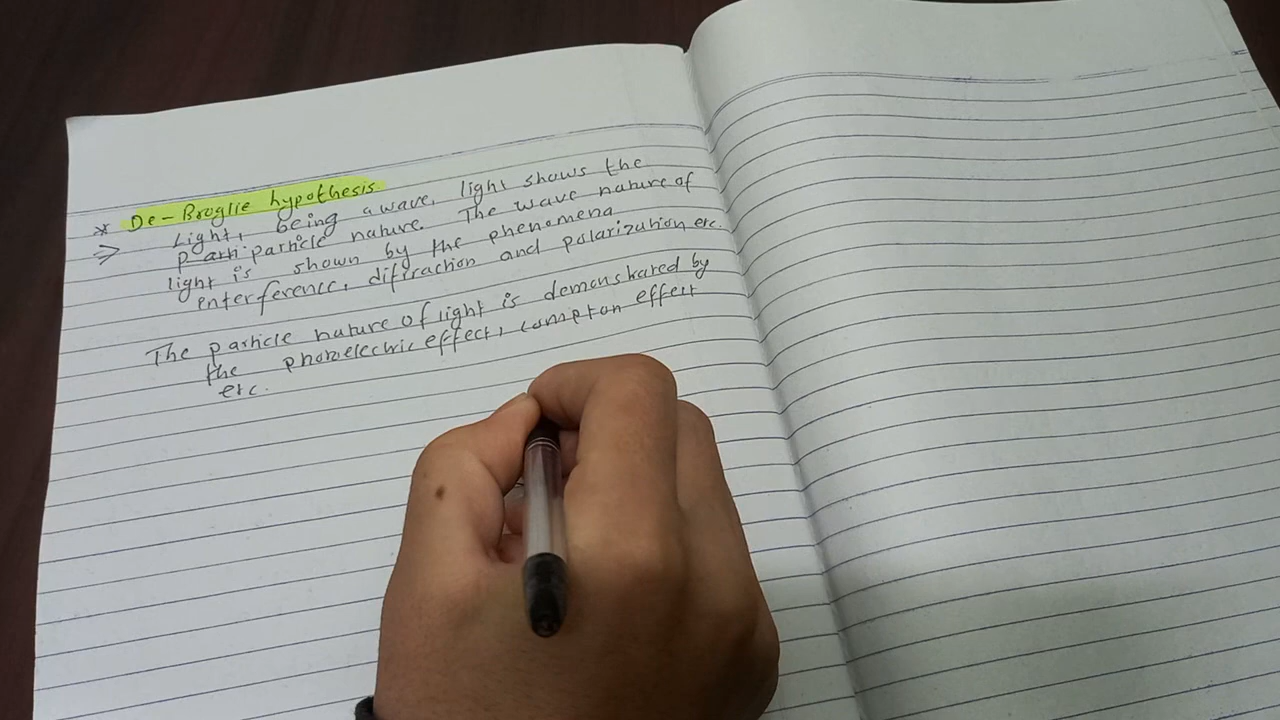 * De-Broglie hypothesis
⇒ Light, being a wave, light shows the
parti particle nature. The wave nature of
light is shown by the phenomena
interference, diffraction and polarization etc.
The particle nature of light is demonstrated by
the photoelectric effect, compton effect
etc.